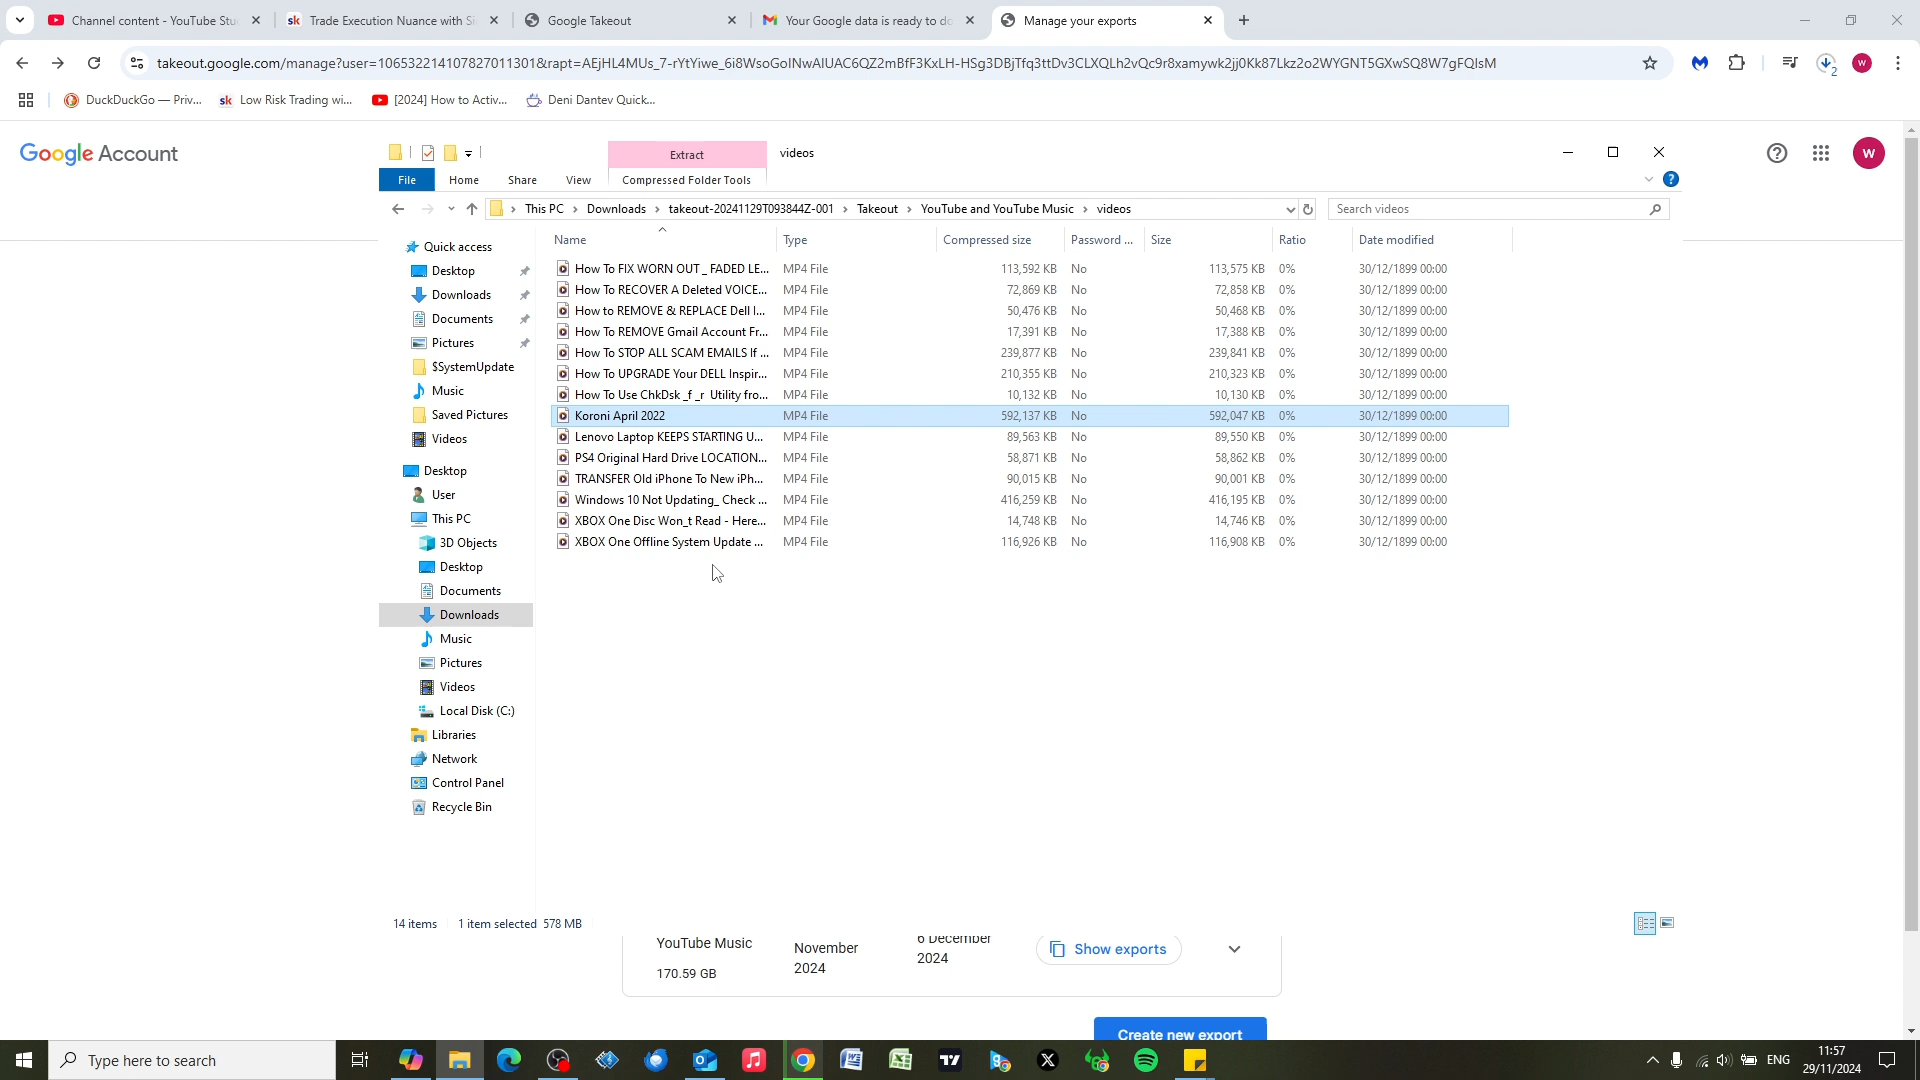 Channel content - YouTube Stu
Trade Execution Nuance with Si
Google Takeout
Your Google data is ready to do
Manage your exports
takeout.google.com/manage?user=106532214107827011301&rapt=AEjHL4MUs_7-rYtYiwe_6i8WsoGoINwAIUAC6QZ2mBfF3KxLH-HSg3DBjTfq3ttDv3CLXQLh2vQc9r8xamywk2jj0Kk87Lkz2o2WYGNT5GXwSQ8W7gFQIsM
2
W
DuckDuckGo — Priv...
sk Low Risk Trading wi...
[2024] How to Activ...
Deni Dantev Quick...
Google Account
W
Extract
videos
File
Home
Share
View
Compressed Folder Tools
This PC > Downloads > takeout-20241129T093844Z-001 > Takeout > YouTube and YouTube Music > videos
Search videos
Name Type Compressed size Password ... Size Ratio Date modified
How To FIX WORN OUT _ FADED LE... MP4 File 113,592 KB No 113,575 KB 0% 30/12/1899 00:00
How To RECOVER A Deleted VOICE... MP4 File 72,869 KB No 72,858 KB 0% 30/12/1899 00:00
How to REMOVE & REPLACE Dell I... MP4 File 50,476 KB No 50,468 KB 0% 30/12/1899 00:00
How To REMOVE Gmail Account Fr... MP4 File 17,391 KB No 17,388 KB 0% 30/12/1899 00:00
How To STOP ALL SCAM EMAILS If ... MP4 File 239,877 KB No 239,841 KB 0% 30/12/1899 00:00
How To UPGRADE Your DELL Inspir... MP4 File 210,355 KB No 210,323 KB 0% 30/12/1899 00:00
How To Use ChkDsk _f _r Utility fro... MP4 File 10,132 KB No 10,130 KB 0% 30/12/1899 00:00
Koroni April 2022 MP4 File 592,137 KB No 592,047 KB 0% 30/12/1899 00:00
Lenovo Laptop KEEPS STARTING U... MP4 File 89,563 KB No 89,550 KB 0% 30/12/1899 00:00
PS4 Original Hard Drive LOCATION... MP4 File 58,871 KB No 58,862 KB 0% 30/12/1899 00:00
TRANSFER Old iPhone To New iPh... MP4 File 90,015 KB No 90,001 KB 0% 30/12/1899 00:00
Windows 10 Not Updating_ Check ... MP4 File 416,259 KB No 416,195 KB 0% 30/12/1899 00:00
XBOX One Disc Won_t Read - Here... MP4 File 14,748 KB No 14,746 KB 0% 30/12/1899 00:00
XBOX One Offline System Update ... MP4 File 116,926 KB No 116,908 KB 0% 30/12/1899 00:00
Quick access
Desktop
Downloads
Documents
Pictures
$SystemUpdate
Music
Saved Pictures
Videos
Desktop
User
This PC
3D Objects
Desktop
Documents
Downloads
Music
Pictures
Videos
Local Disk (C:)
Libraries
Network
Control Panel
Recycle Bin
14 items 1 item selected 578 MB
YouTube Music
170.59 GB
November
2024
6 December
2024
Show exports
Create new export
Type here to search
ENG
11:57
29/11/2024